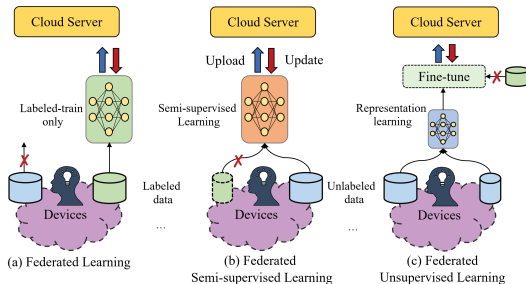 Cloud Server
Cloud Server
Cloud Server
Upload
Update
Fine-tune
Labeled-train
only
Semi-supervised
Learning
Representation
learning
Labeled
data
Unlabeled
data
Devices
Devices
Devices
...
...
(a) Federated Learning
(b) Federated
Semi-supervised Learning
(c) Federated
Unsupervised Learning